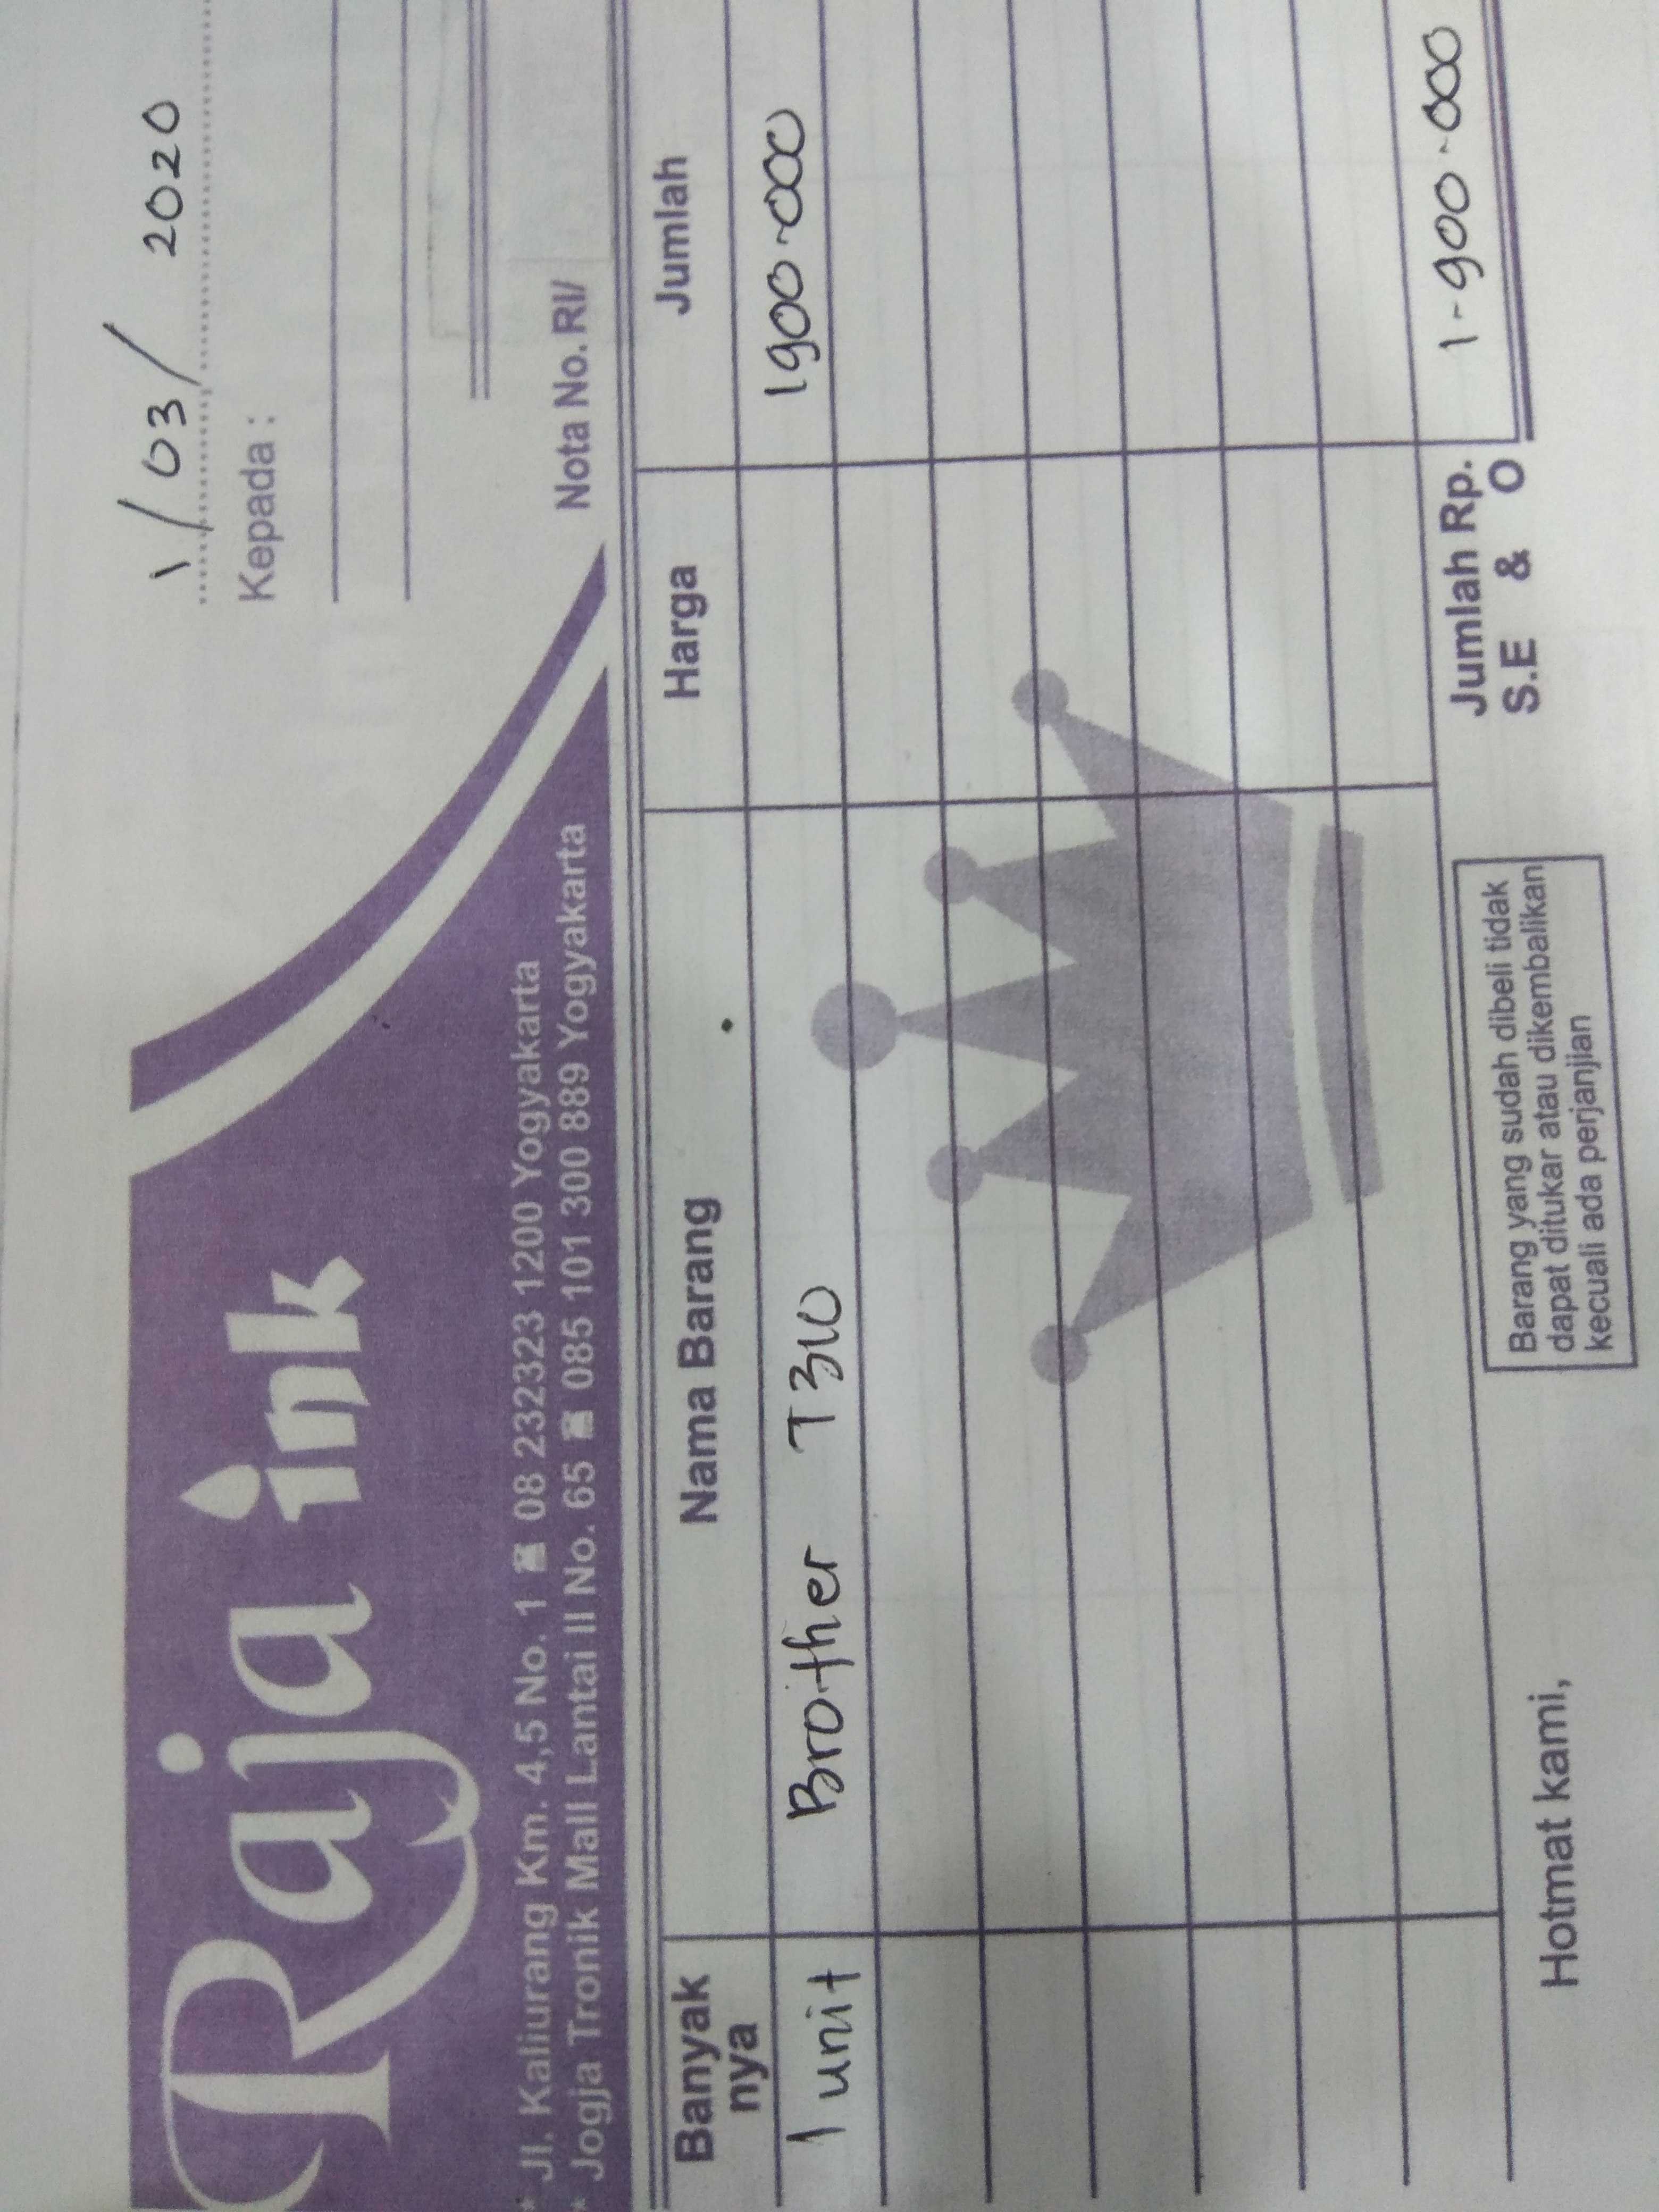 Raja ink
* Jl. Kaliurang Km. 4,5 No. 1 ☎ 08 232323 1200 Yogyakarta
* Jogja Tronik Mall Lantai II No. 65 ☎ 085 101 300 889 Yogyakarta
1 / 03 / 2020
Kepada :
Nota No. RI/
Banyak nya Nama Barang Harga Jumlah
1 unit Brother T310 1900.000
Jumlah Rp. 1.900.000
S.E & O
Barang yang sudah dibeli tidak
dapat ditukar atau dikembalikan
kecuali ada perjanjian
Hotmat kami,